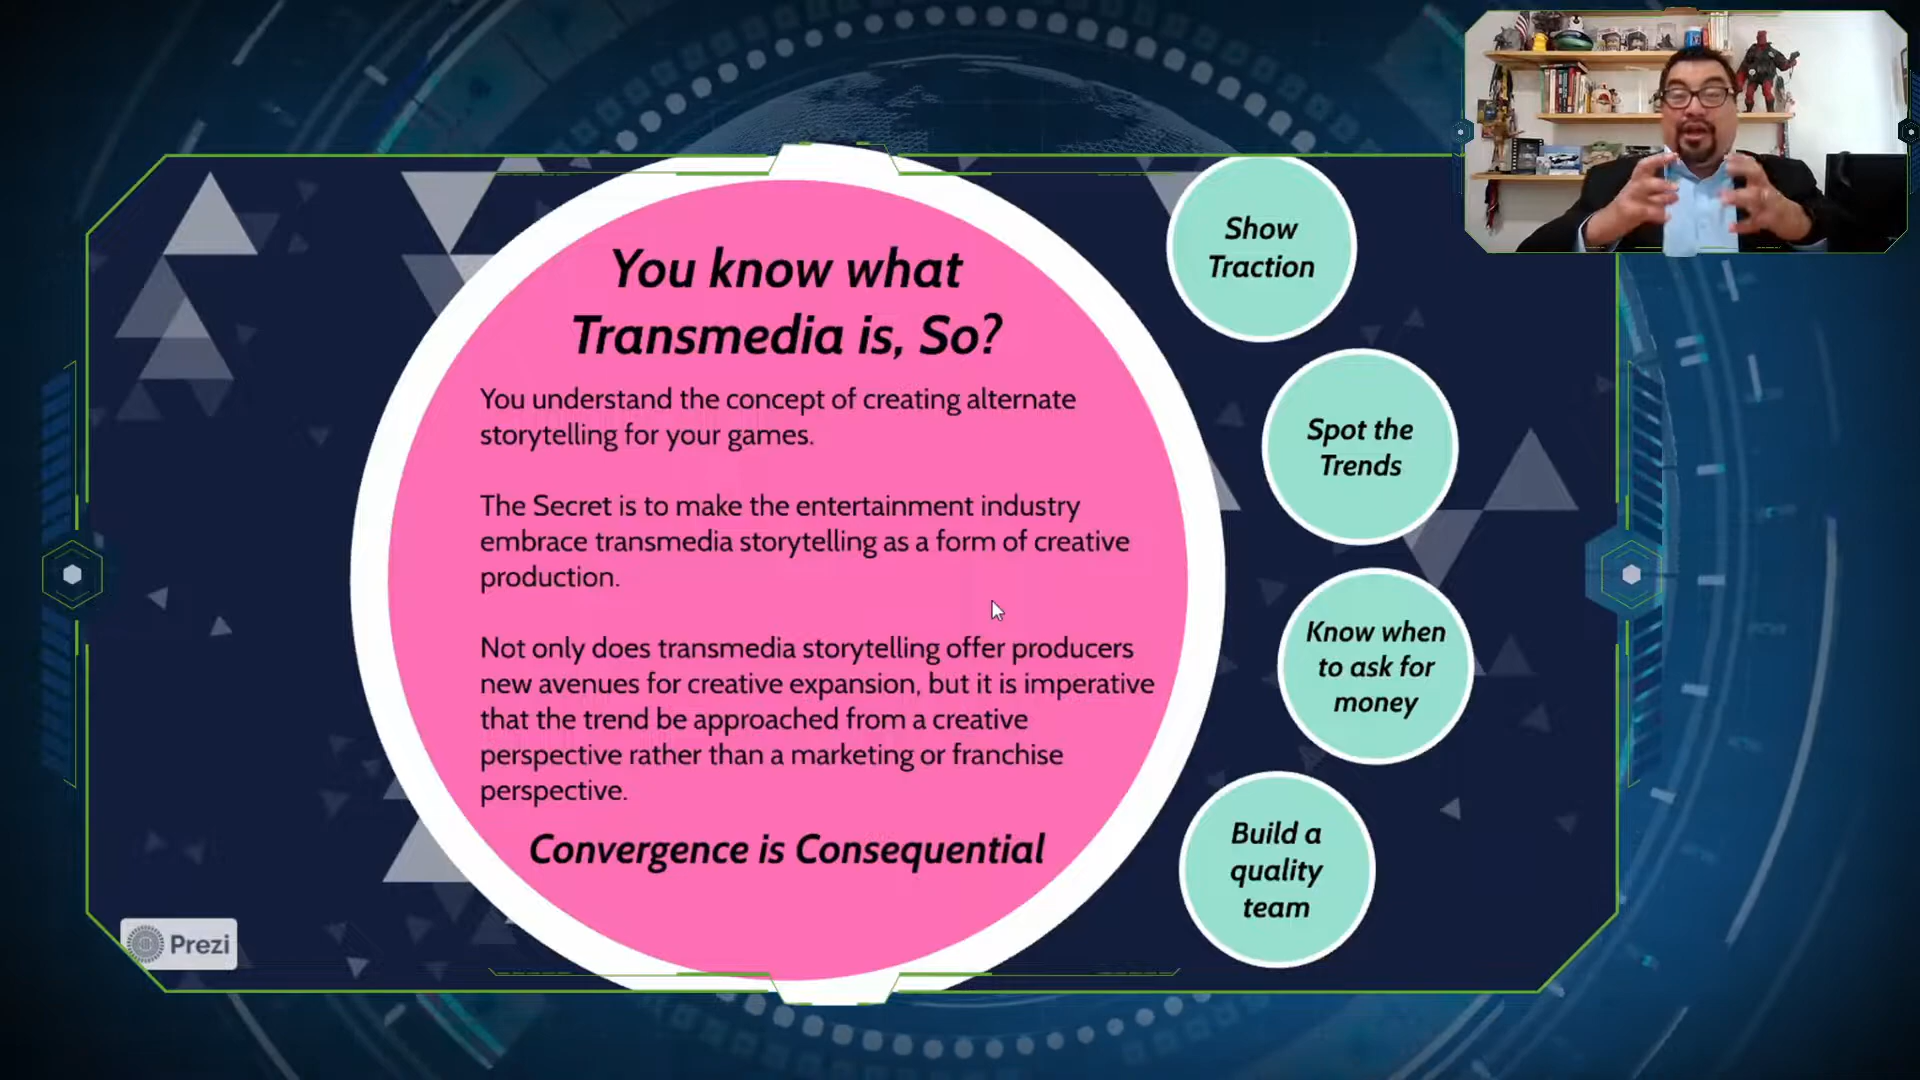 You know what
Transmedia is, So?
You understand the concept of creating alternate
storytelling for your games.
The Secret is to make the entertainment industry
embrace transmedia storytelling as a form of creative
production.
Not only does transmedia storytelling offer producers
new avenues for creative expansion, but it is imperative
that the trend be approached from a creative
perspective rather than a marketing or franchise
perspective.
Convergence is Consequential
Show
Traction
Spot the
Trends
Know when
to ask for
money
Build a
quality
team
Prezi